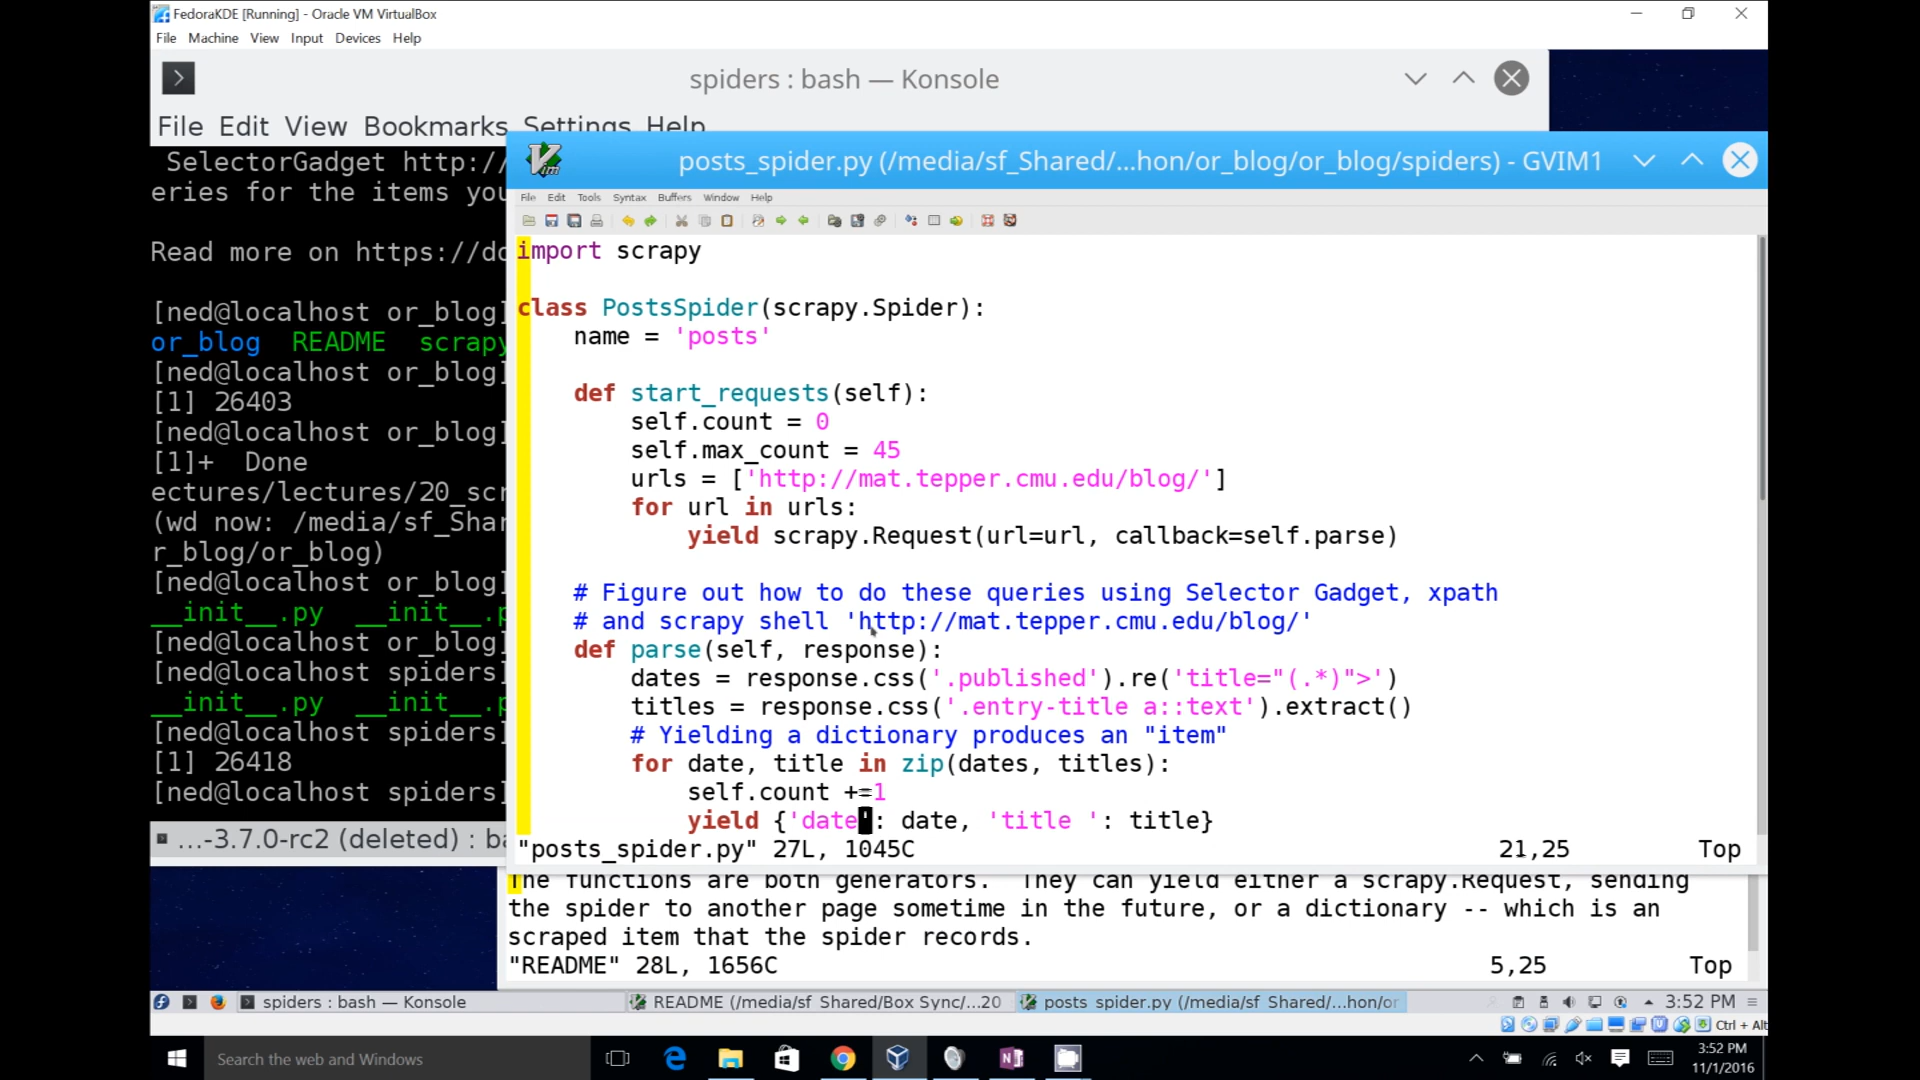 FedoraKDE [Running] - Oracle VM VirtualBox
File Machine View Input Devices Help
spiders : bash — Konsole
File Edit View Bookmarks Settings Help
SelectorGadget http://
eries for the items you
Read more on https://do
[ned@localhost or_blog]
or_blog README scrapy
[ned@localhost or_blog]
[1] 26403
[ned@localhost or_blog]
[1]+ Done
ectures/lectures/20_scr
(wd now: /media/sf_Shar
r_blog/or_blog)
[ned@localhost or_blog]
__init__.py __init__.p
[ned@localhost or_blog]
[ned@localhost spiders]
__init__.py __init__.p
[ned@localhost spiders]
[1] 26418
[ned@localhost spiders]
...-3.7.0-rc2 (deleted) : ba
posts_spider.py (/media/sf_Shared/...hon/or_blog/or_blog/spiders) - GVIM1
File Edit Tools Syntax Buffers Window Help
import scrapy
class PostsSpider(scrapy.Spider):
name = 'posts'
def start_requests(self):
self.count = 0
self.max_count = 45
urls = ['http://mat.tepper.cmu.edu/blog/']
for url in urls:
yield scrapy.Request(url=url, callback=self.parse)
# Figure out how to do these queries using Selector Gadget, xpath
# and scrapy shell 'http://mat.tepper.cmu.edu/blog/'
def parse(self, response):
dates = response.css('.published').re('title="(.*)">')
titles = response.css('.entry-title a::text').extract()
# Yielding a dictionary produces an "item"
for date, title in zip(dates, titles):
self.count +=1
yield {'date': date, 'title ': title}
"posts_spider.py" 27L, 1045C 21,25 Top
The functions are both generators. They can yield either a scrapy.Request, sending
the spider to another page sometime in the future, or a dictionary -- which is an
scraped item that the spider records.
"README" 28L, 1656C 5,25 Top
spiders : bash — Konsole README (/media/sf_Shared/Box Sync/...20 posts_spider.py (/media/sf_Shared/...hon/or 3:52 PM
Ctrl + Alt
Search the web and Windows
3:52 PM
11/1/2016